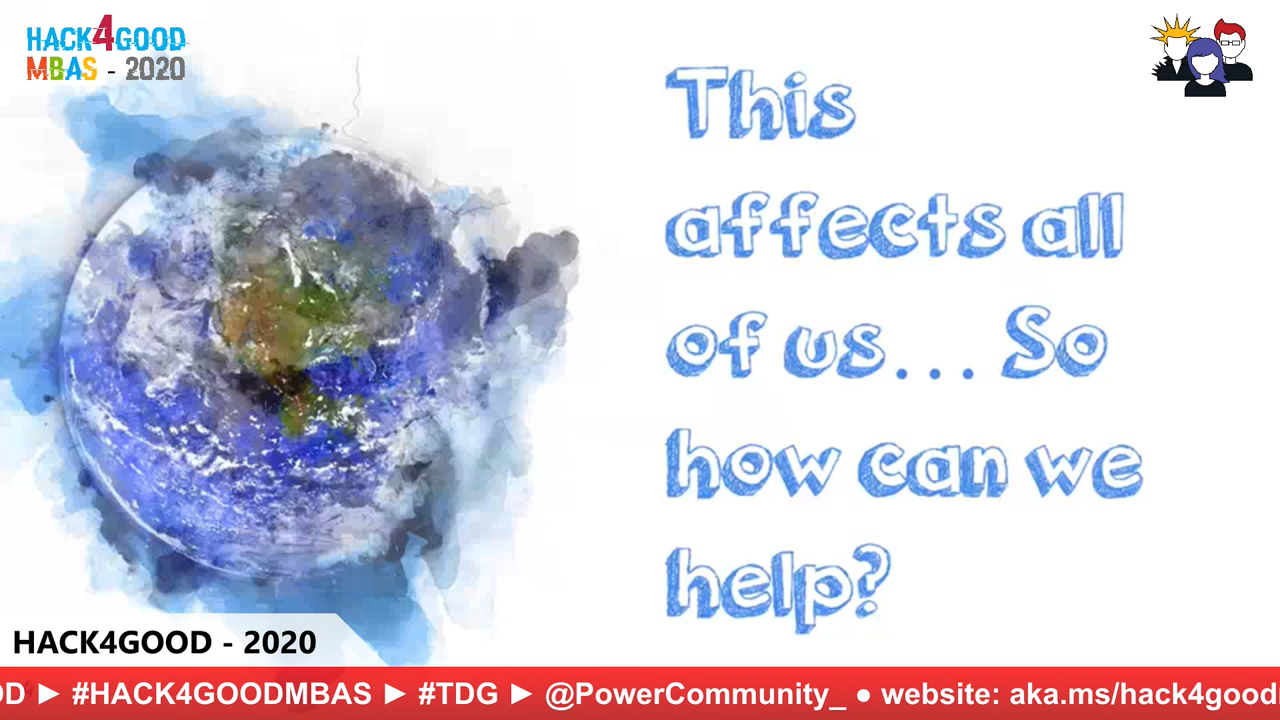 HACK4GOOD
MBAS - 2020
This
affects all
of us... So
how can we
help?
HACK4GOOD - 2020
OD ► #HACK4GOODMBAS ► #TDG ► @PowerCommunity_ ● website: aka.ms/hack4good